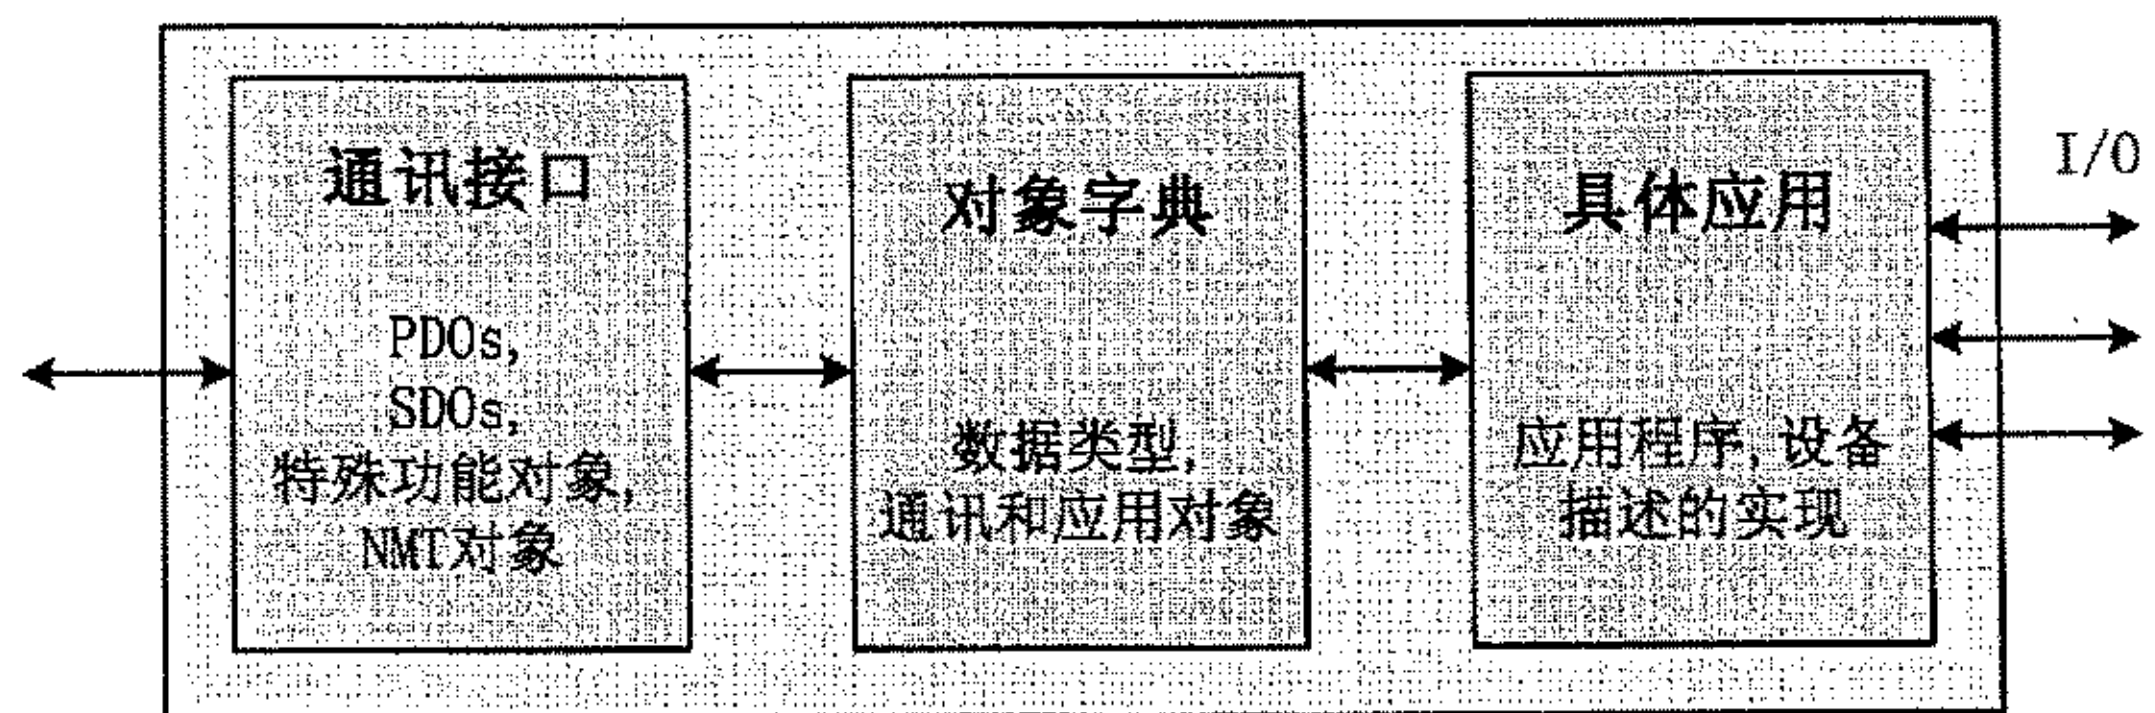 通讯接口
PDOs,
SDOs,
特殊功能对象,
NMT对象
对象字典
数据类型,
通讯和应用对象
具体应用
应用程序,设备
描述的实现
I/O